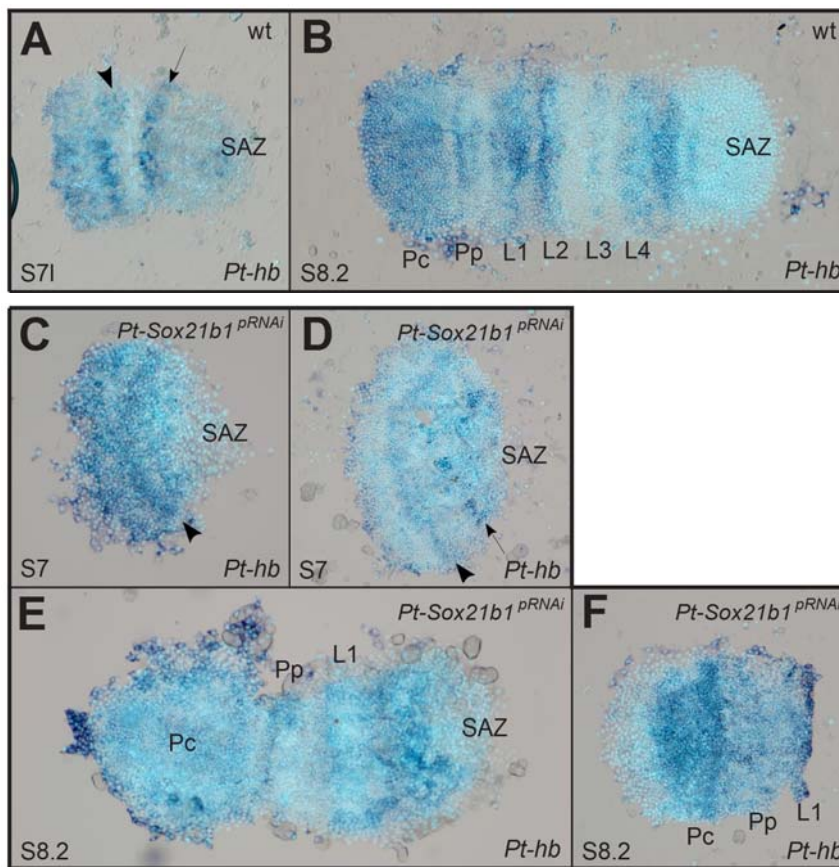 A
wt
SAZ
S7l
Pt-hb
B
wt
SAZ
Pc Pp L1 L2 L3 L4
S8.2
Pt-hb
C
Pt-Sox21b1 pRNAi
SAZ
S7
Pt-hb
D
Pt-Sox21b1 pRNAi
SAZ
S7
Pt-hb
E
Pt-Sox21b1 pRNAi
L1
Pp
SAZ
Pc
S8.2
Pt-hb
F
Pt-Sox21b1 pRNAi
L1
Pp
Pc
S8.2
Pt-hb